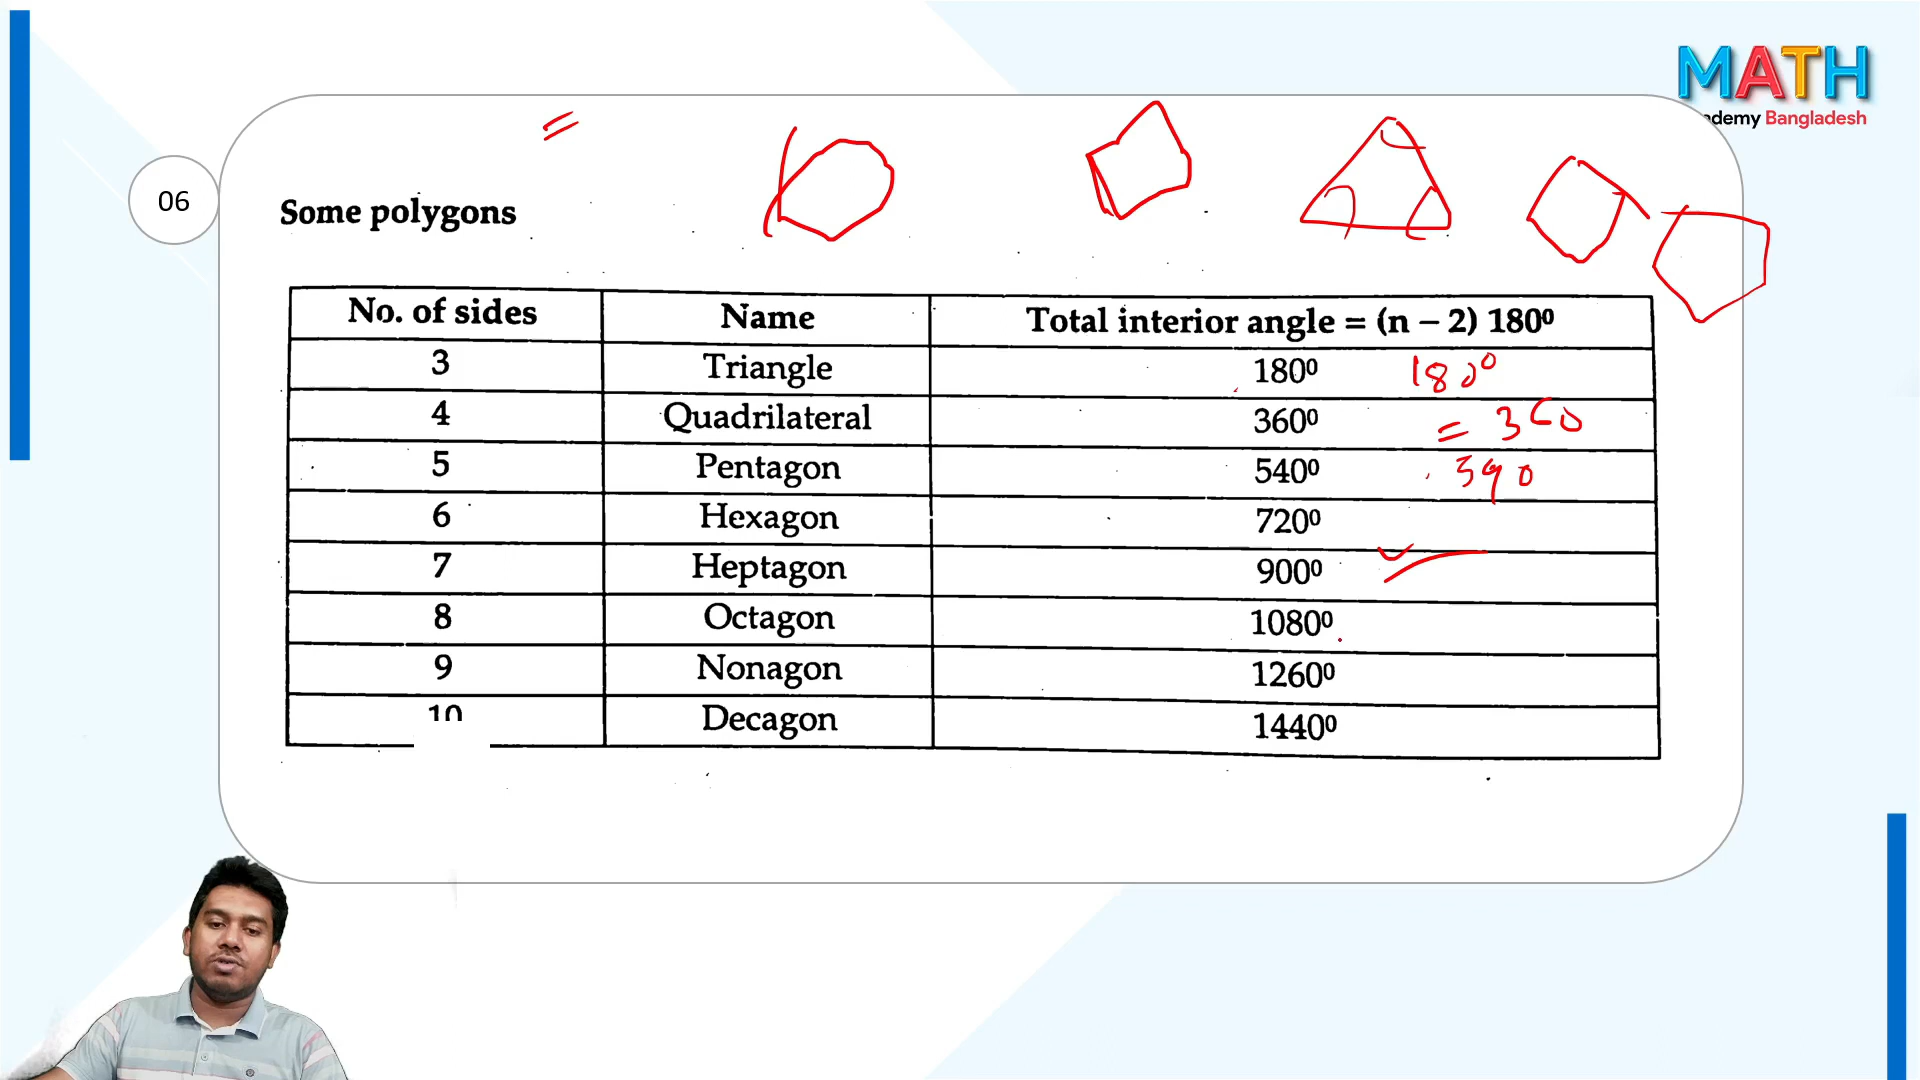 MATH
demy Bangladesh
06
=
Some polygons
No. of sides Name Total interior angle = (n – 2) 180⁰
3 Triangle 180⁰ 180⁰
4 Quadrilateral 360⁰ = 360
5 Pentagon 540⁰
6 Hexagon 720⁰
7 Heptagon 900⁰
8 Octagon 1080⁰
9 Nonagon 1260⁰
10 Decagon 1440⁰